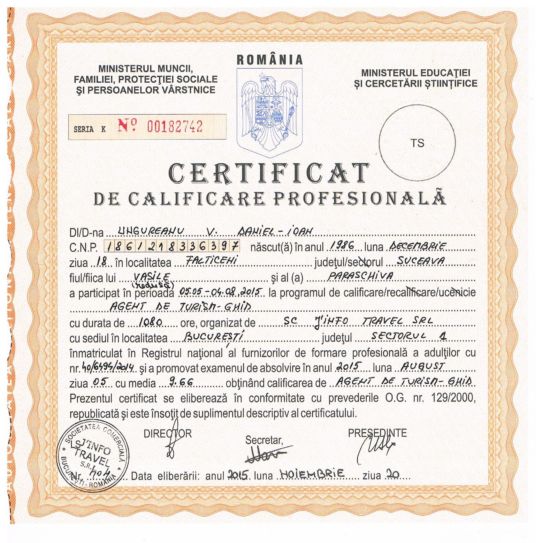 ROMÂNIA
MINISTERUL MUNCII,
FAMILIEI, PROTECȚIEI SOCIALE
ȘI PERSOANELOR VÂRSTNICE
MINISTERUL EDUCAȚIEI
ȘI CERCETĂRII ȘTIINȚIFICE
SERIA K Nº 00182742
TS
CERTIFICAT
DE CALIFICARE PROFESIONALĂ
Dl/D-na UNGUREANU V. DANIEL-IOAN
C.N.P. 1861218336397 născut(ă) în anul 1986 luna DECEMBRIE
ziua 18 în localitatea FALTICENI județul/sectorul SUCEAVA
fiul/fiica lui VASILE și al (a) PARASCHIVA
a participat în perioada 05.05-04.08.2015 la programul de calificare/recalificare/ucenicie
AGENT DE TURISM-GHID
cu durata de 1080 ore, organizat de SC J'INFO TRAVEL SRL
cu sediul în localitatea BUCUREȘTI județul SECTORUL 1
înmatriculat în Registrul național al furnizorilor de formare profesională a adulților cu
nr. 40/6494/2014 și a promovat examenul de absolvire în anul 2015 luna AUGUST
ziua 05 cu media 9.66 obținând calificarea de AGENT DE TURISM-GHID
Prezentul certificat se eliberează în conformitate cu prevederile O.G. nr. 129/2000,
republicată și este însoțit de suplimentul descriptiv al certificatului.
DIRECTOR Secretar, PREȘEDINTE
SOCIETATEA COMERCIALĂ
J'INFO
TRAVEL
S.R.L.
BUCUREȘTI - ROMANIA
Nr. 404 Data eliberării: anul 2015 luna NOIEMBRIE ziua 20